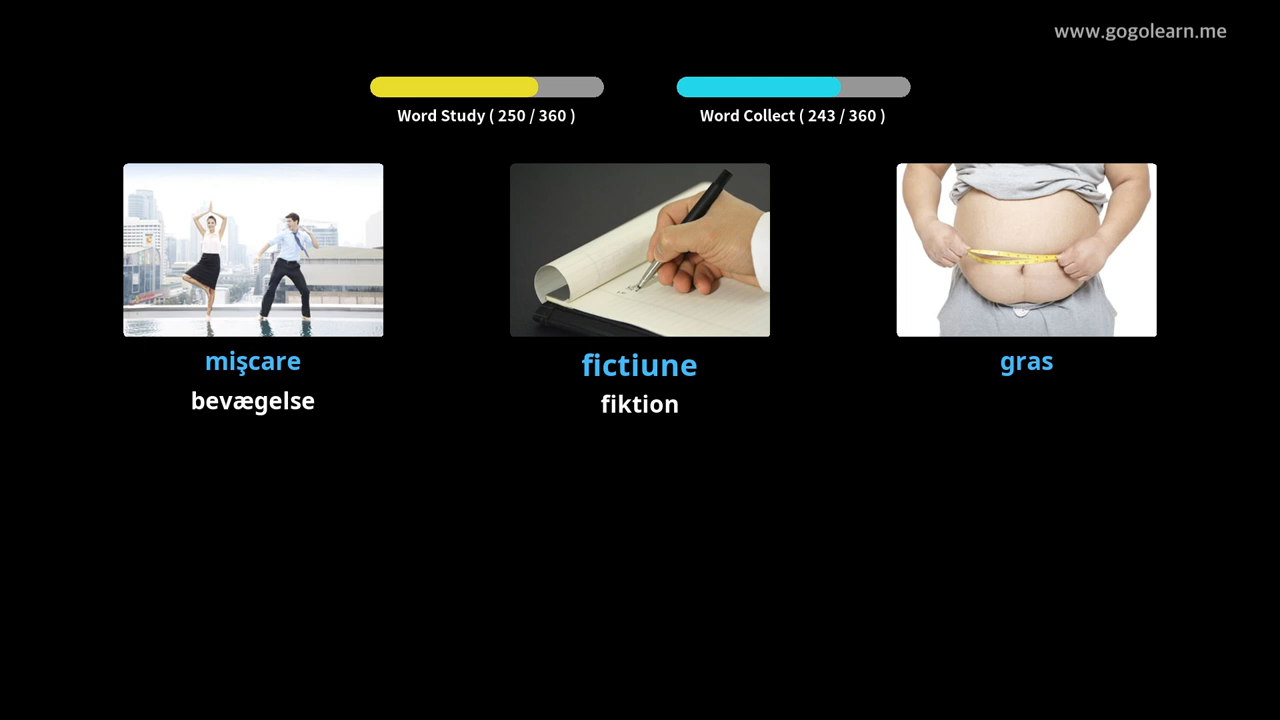 www.gogolearn.me
Word Study ( 250 / 360 )
Word Collect ( 243 / 360 )
mişcare
fictiune
gras
bevægelse
fiktion